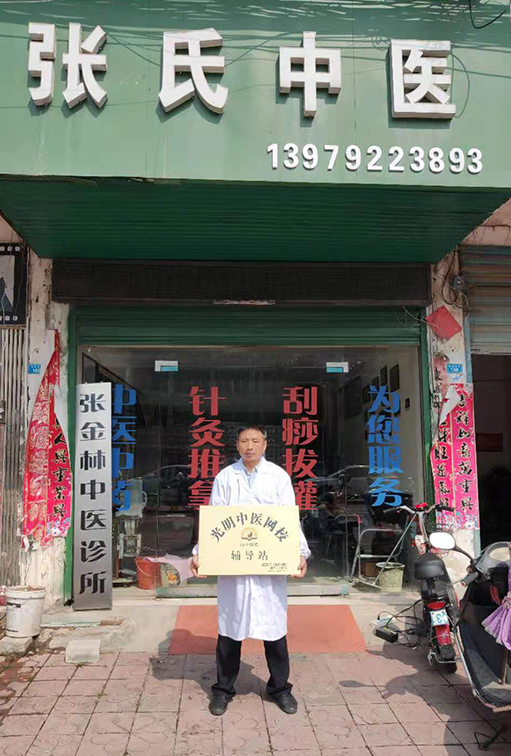 张氏中医
13979223893
张金林中医诊所
中医中药
针灸推拿
刮痧拔罐
为您服务
光明中医网校
辅导站